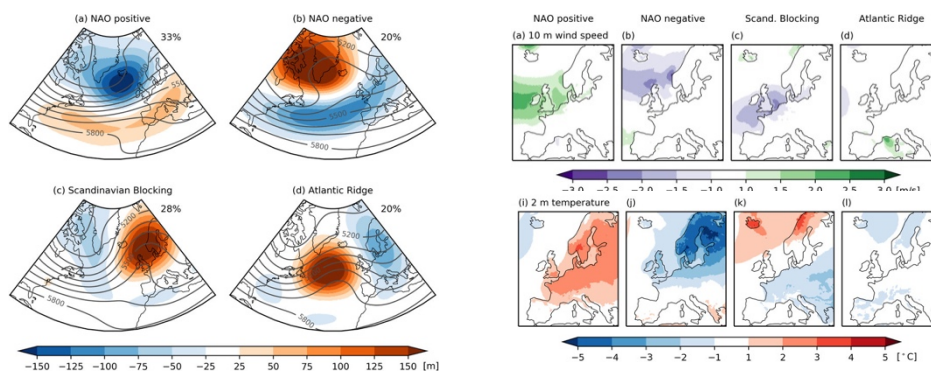 (a) NAO positive
33%
5800
(b) NAO negative
20%
5200
5500
5800
(c) Scandinavian Blocking
28%
5200
5800
(d) Atlantic Ridge
20%
5200
5800
−150 −125 −100 −75 −50 −25 25 50 75 100 125 150 [m]
NAO positive NAO negative Scand. Blocking Atlantic Ridge
(a) 10 m wind speed (b) (c) (d)
−3.0 −2.5 −2.0 −1.5 −1.0 1.0 1.5 2.0 2.5 3.0 [m/s]
(i) 2 m temperature (j) (k) (l)
−5 −4 −3 −2 −1 1 2 3 4 5 [°C]